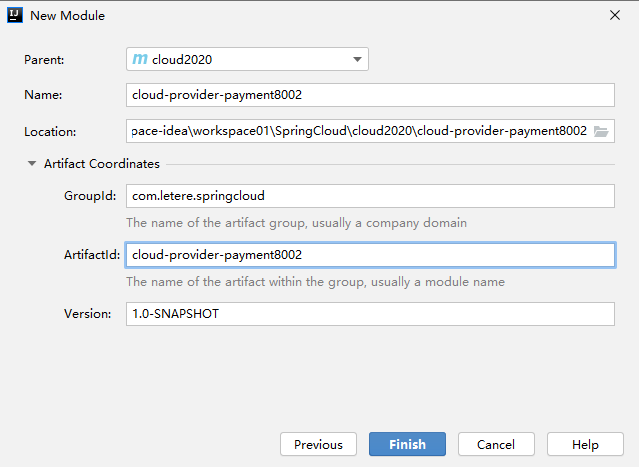 New Module
Parent: m cloud2020
Name: cloud-provider-payment8002
Location: pace-idea\workspace01\SpringCloud\cloud2020\cloud-provider-payment8002
Artifact Coordinates
GroupId: com.letere.springcloud
The name of the artifact group, usually a company domain
ArtifactId: cloud-provider-payment8002
The name of the artifact within the group, usually a module name
Version: 1.0-SNAPSHOT
Previous Finish Cancel Help